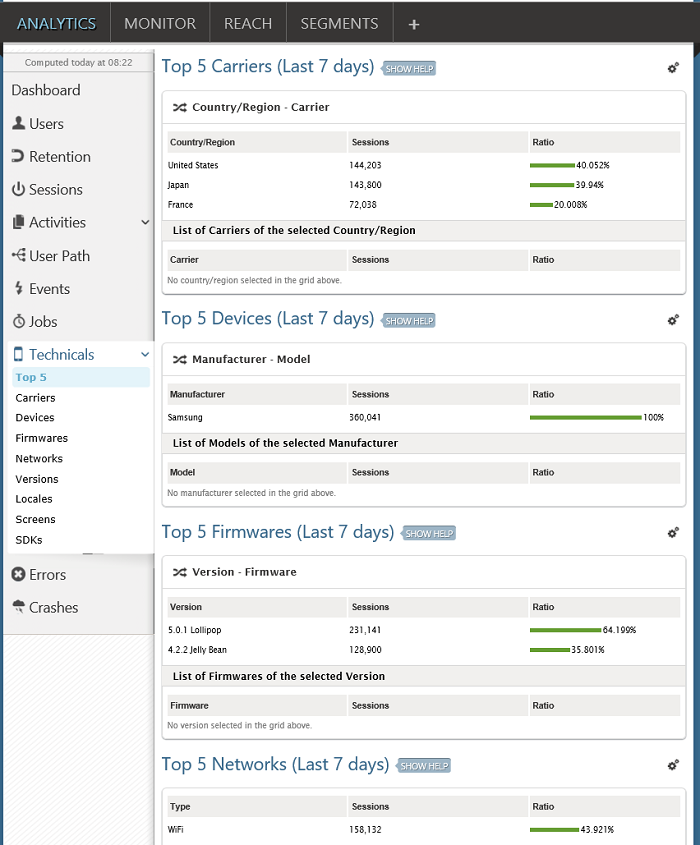 ANALYTICS MONITOR REACH SEGMENTS +
Computed today at 08:22
Dashboard
Users
Retention
Sessions
Activities
User Path
Events
Jobs
Technicals
Top 5
Carriers
Devices
Firmwares
Networks
Versions
Locales
Screens
SDKs
Errors
Crashes
Top 5 Carriers (Last 7 days) SHOW HELP
Country/Region - Carrier
Country/Region Sessions Ratio
United States 144,203 40.052%
Japan 143,800 39.94%
France 72,038 20.008%
List of Carriers of the selected Country/Region
Carrier Sessions Ratio
No country/region selected in the grid above.
Top 5 Devices (Last 7 days) SHOW HELP
Manufacturer - Model
Manufacturer Sessions Ratio
Samsung 360,041 100%
List of Models of the selected Manufacturer
Model Sessions Ratio
No manufacturer selected in the grid above.
Top 5 Firmwares (Last 7 days) SHOW HELP
Version - Firmware
Version Sessions Ratio
5.0.1 Lollipop 231,141 64.199%
4.2.2 Jelly Bean 128,900 35.801%
List of Firmwares of the selected Version
Firmware Sessions Ratio
No version selected in the grid above.
Top 5 Networks (Last 7 days) SHOW HELP
Type Sessions Ratio
WiFi 158,132 43.921%